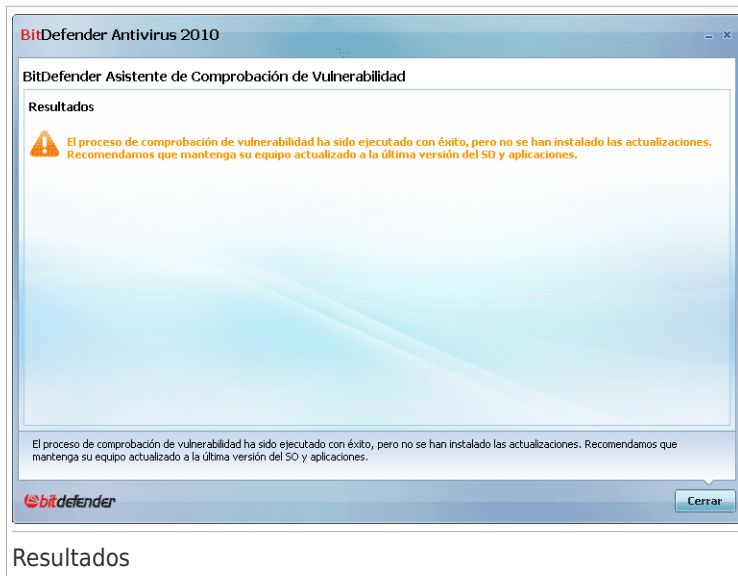 BitDefender Antivirus 2010
BitDefender Asistente de Comprobación de Vulnerabilidad
Resultados
El proceso de comprobación de vulnerabilidad ha sido ejecutado con éxito, pero no se han instalado las actualizaciones.
Recomendamos que mantenga su equipo actualizado a la última versión del SO y aplicaciones.
El proceso de comprobación de vulnerabilidad ha sido ejecutado con éxito, pero no se han instalado las actualizaciones. Recomendamos que
mantenga su equipo actualizado a la última versión del SO y aplicaciones.
bitdefender
Cerrar
Resultados